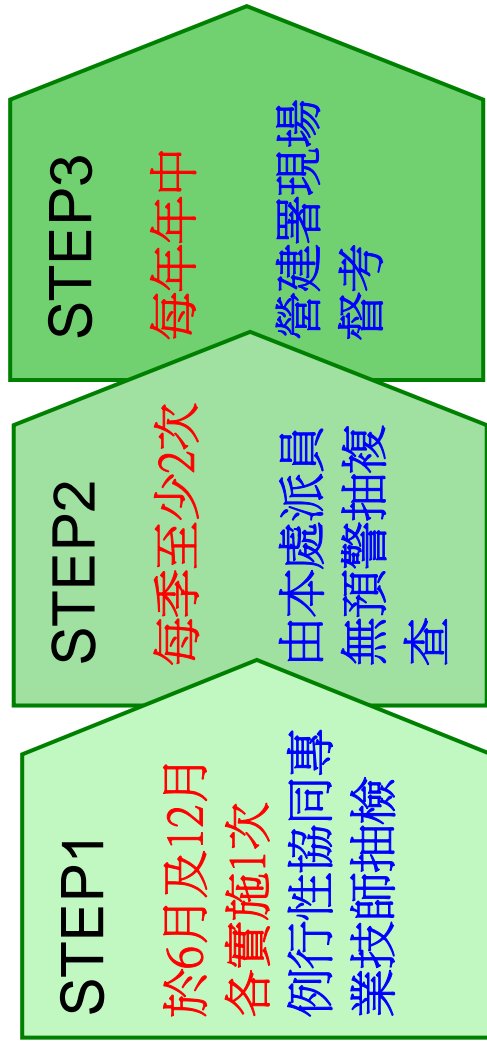 STEP1
於6月及12月
各實施1次
例行性協同專
業技師抽檢
STEP2
每季至少2次
由本處派員
無預警抽複
查
STEP3
每年年中
營建署現場
督考